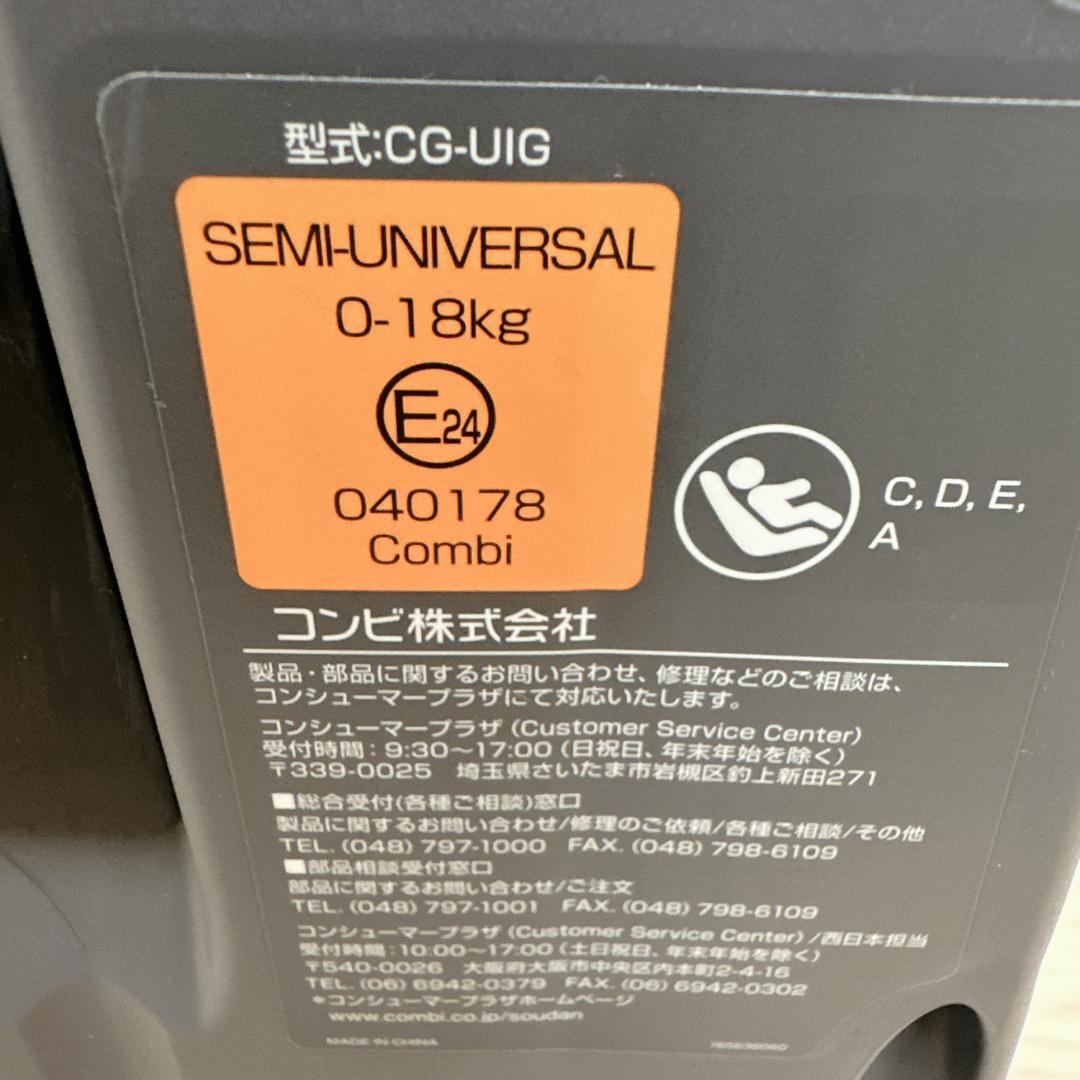 型式:CG-UIG
SEMI-UNIVERSAL
0-18kg
E24
040178
Combi
C, D, E,
A
コンビ株式会社
製品・部品に関するお問い合わせ、修理などのご相談は、
コンシューマープラザにて対応いたします。
コンシューマープラザ (Customer Service Center)
受付時間:9:30〜17:00 (日祝日、年末年始を除く)
〒339-0025 埼玉県さいたま市岩槻区釣上新田271
■総合受付(各種ご相談)窓口
製品に関するお問い合わせ/修理のご依頼/各種ご相談/その他
TEL. (048) 797-1000 FAX. (048) 798-6109
■部品相談受付窓口
部品に関するお問い合わせ/ご注文
TEL. (048) 797-1001 FAX. (048) 798-6109
コンシューマープラザ (Customer Service Center) /西日本担当
受付時間:10:00〜17:00 (土日祝日、年末年始を除く)
〒540-0026 大阪府大阪市中央区内本町2-4-16
TEL. (06) 6942-0379 FAX. (06) 6942-0302
*コンシューマープラザホームページ
www.combi.co.jp/soudan
MADE IN CHINA